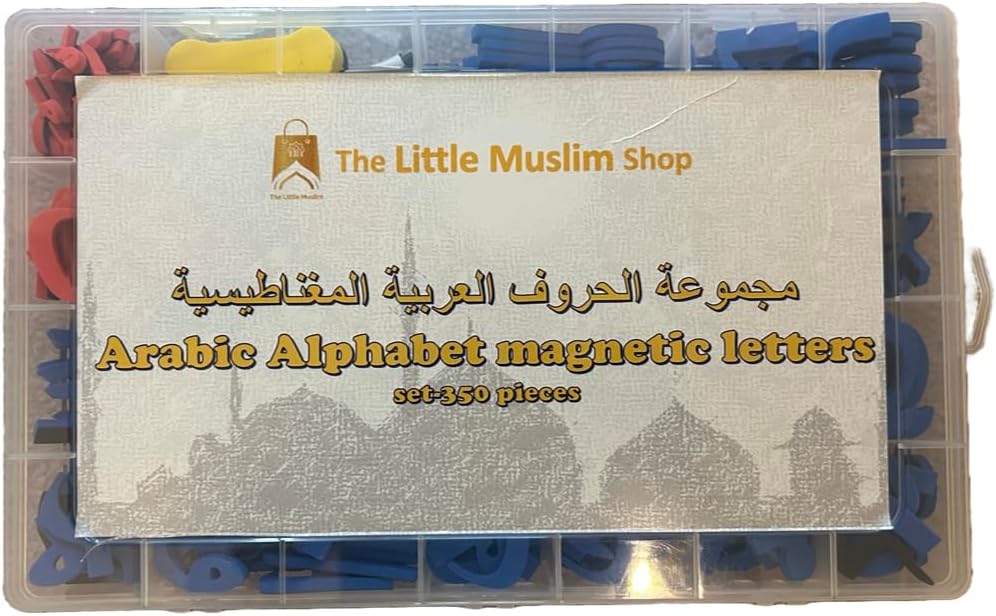 The Little Muslim Shop
The Little Muslim
مجموعة الحروف العربية المغناطيسية
Arabic Alphabet magnetic letters
set-350 pieces